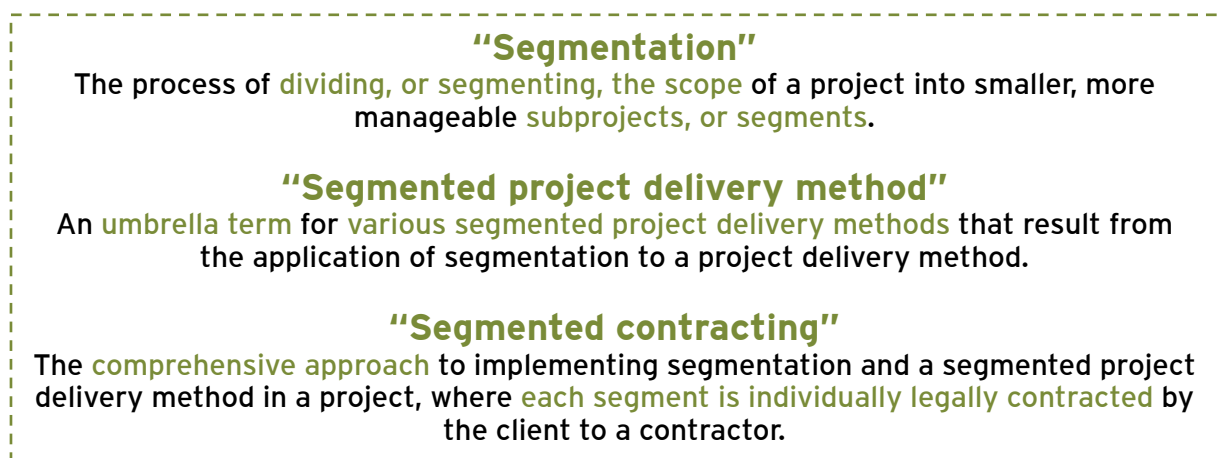 “Segmentation”
The process of dividing, or segmenting, the scope of a project into smaller, more
manageable subprojects, or segments.
“Segmented project delivery method”
An umbrella term for various segmented project delivery methods that result from
the application of segmentation to a project delivery method.
“Segmented contracting”
The comprehensive approach to implementing segmentation and a segmented project
delivery method in a project, where each segment is individually legally contracted by
the client to a contractor.